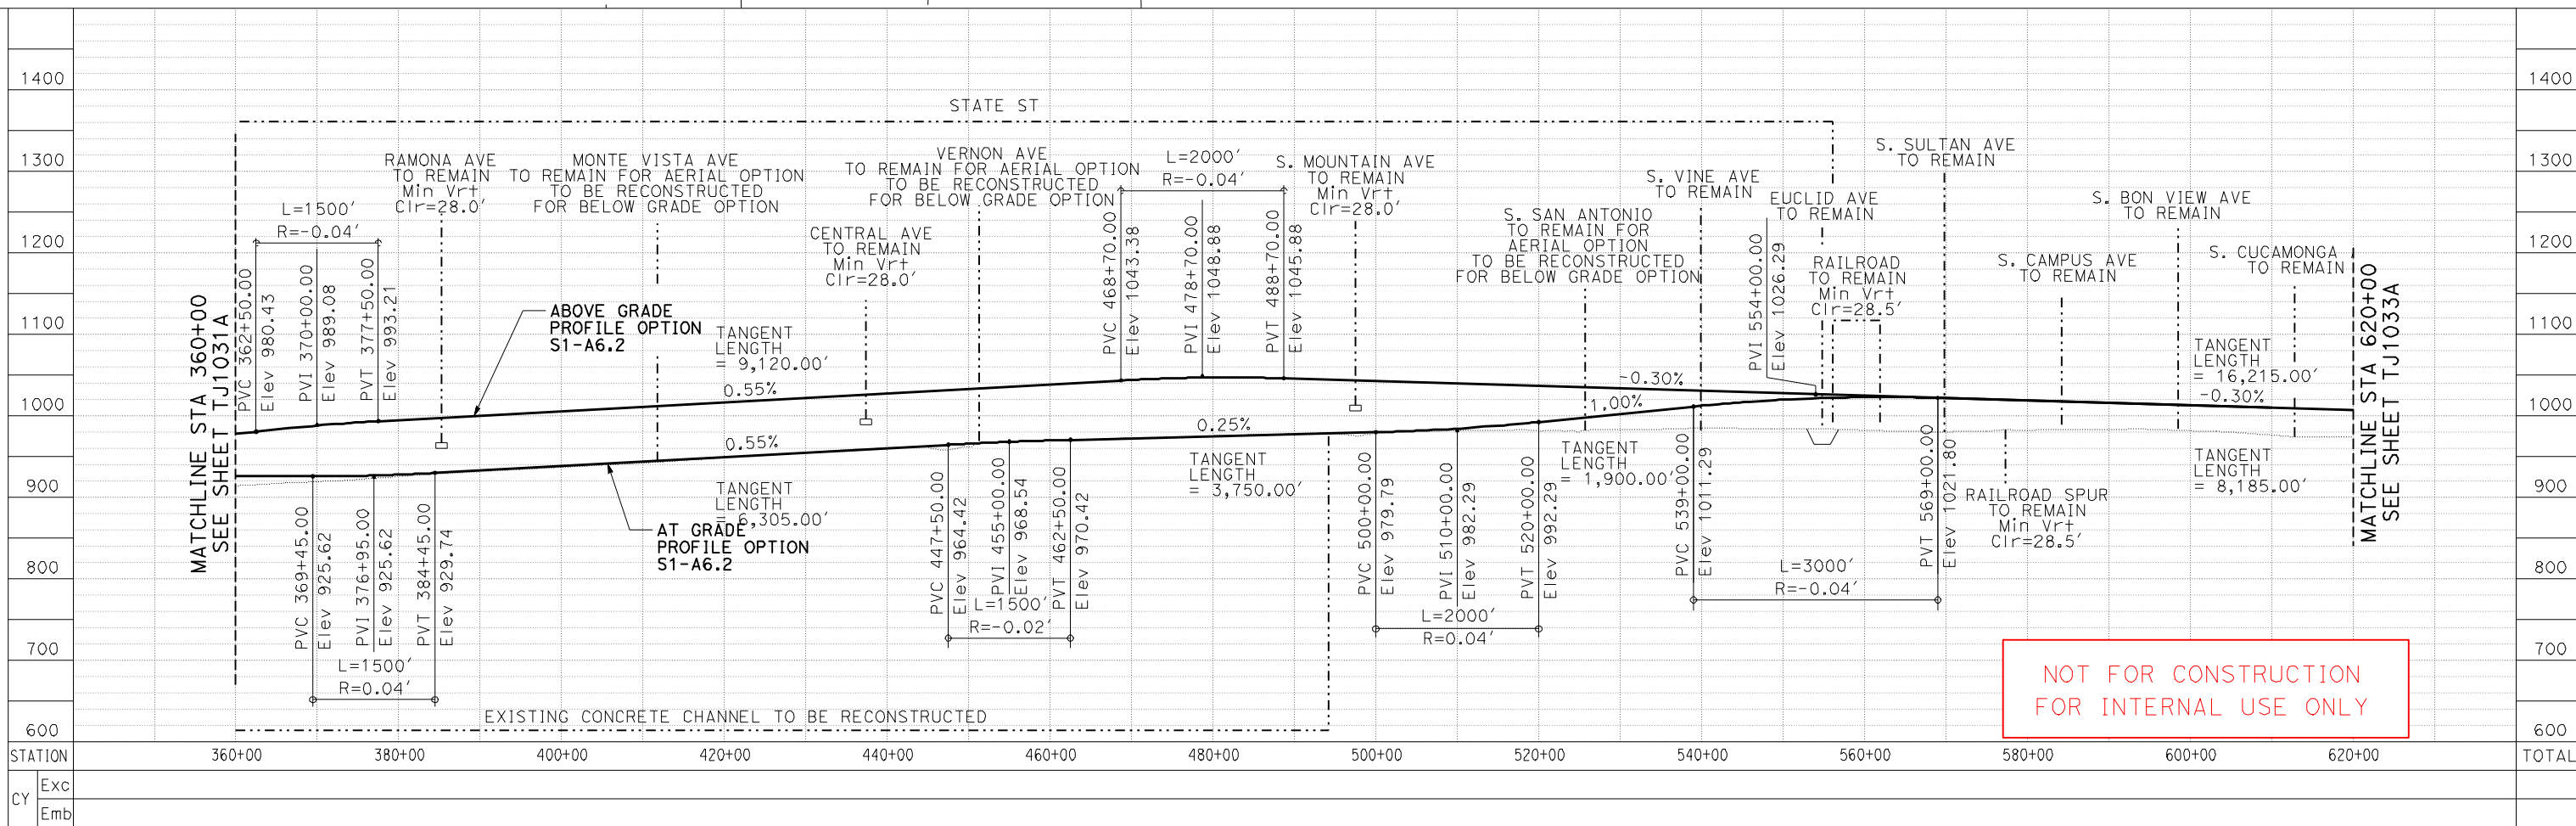 1400
1300
1200
1100
1000
900
800
700
600
1400
1300
1200
1100
1000
900
800
700
600
STATE ST
MATCHLINE STA 360+00
SEE SHEET TJ1031A
L=1500'
R=-0.04'
PVC 362+50.00
Elev 980.43
PVI 370+00.00
Elev 989.08
PVT 377+50.00
Elev 993.21
RAMONA AVE
TO REMAIN
Min Vrt
Clr=28.0'
MONTE VISTA AVE
TO REMAIN FOR AERIAL OPTION
TO BE RECONSTRUCTED
FOR BELOW GRADE OPTION
ABOVE GRADE
PROFILE OPTION
S1-A6.2
TANGENT
LENGTH
= 9,120.00'
0.55%
CENTRAL AVE
TO REMAIN
Min Vrt
Clr=28.0'
VERNON AVE
TO REMAIN FOR AERIAL OPTION
TO BE RECONSTRUCTED
FOR BELOW GRADE OPTION
L=2000'
R=-0.04'
PVC 468+70.00
Elev 1043.38
PVI 478+70.00
Elev 1048.88
PVT 488+70.00
Elev 1045.88
S. MOUNTAIN AVE
TO REMAIN
Min Vrt
Clr=28.0'
S. SAN ANTONIO
TO REMAIN FOR
AERIAL OPTION
TO BE RECONSTRUCTED
FOR BELOW GRADE OPTION
S. VINE AVE
TO REMAIN
-0.30%
PVI 554+00.00
Elev 1026.29
EUCLID AVE
TO REMAIN
RAILROAD
TO REMAIN
Min Vrt
Clr=28.5'
S. SULTAN AVE
TO REMAIN
S. CAMPUS AVE
TO REMAIN
S. BON VIEW AVE
TO REMAIN
S. CUCAMONGA
TO REMAIN
TANGENT
LENGTH
= 16,215.00'
-0.30%
MATCHLINE STA 620+00
SEE SHEET TJ1033A
PVC 369+45.00
Elev 925.62
PVI 376+95.00
Elev 925.62
PVT 384+45.00
Elev 929.74
L=1500'
R=0.04'
0.55%
TANGENT
LENGTH
= 6,305.00'
AT GRADE
PROFILE OPTION
S1-A6.2
PVC 447+50.00
Elev 964.42
PVI 455+00.00
Elev 968.54
PVT 462+50.00
Elev 970.42
L=1500'
R=-0.02'
0.25%
TANGENT
LENGTH
= 3,750.00'
PVC 500+00.00
Elev 979.79
PVI 510+00.00
Elev 982.29
PVT 520+00.00
Elev 992.29
L=2000'
R=0.04'
1.00%
TANGENT
LENGTH
= 1,900.00'
PVC 539+00.00
Elev 1011.29
PVT 569+00.00
Elev 1021.80
L=3000'
R=-0.04'
RAILROAD SPUR
TO REMAIN
Min Vrt
Clr=28.5'
TANGENT
LENGTH
= 8,185.00'
EXISTING CONCRETE CHANNEL TO BE RECONSTRUCTED
NOT FOR CONSTRUCTION
FOR INTERNAL USE ONLY
STATION 360+00 380+00 400+00 420+00 440+00 460+00 480+00 500+00 520+00 540+00 560+00 580+00 600+00 620+00 TOTAL
CY
Exc
Emb